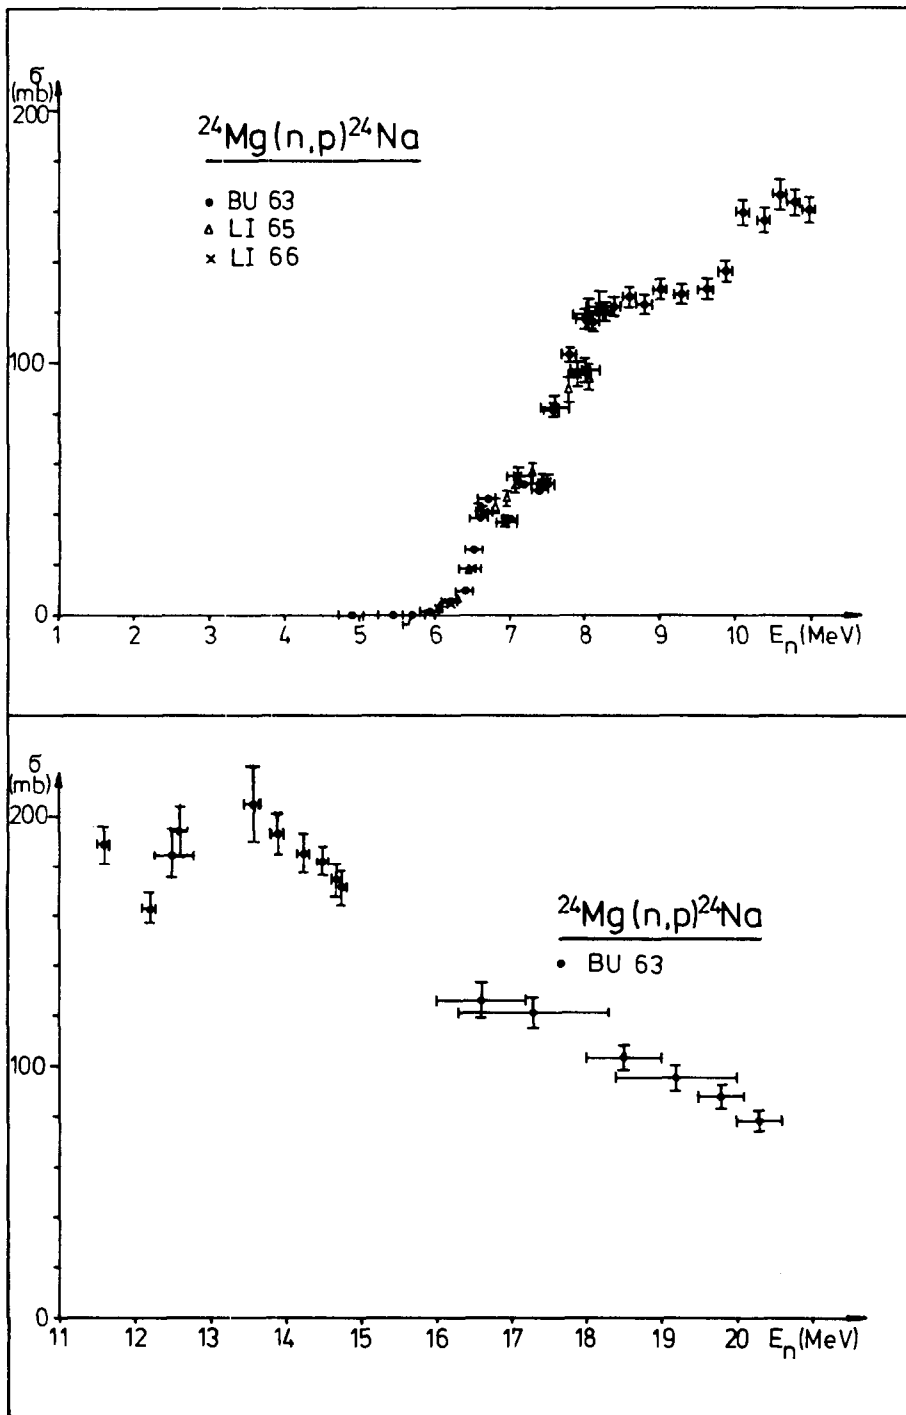 σ
(mb)
200
²⁴Mg(n,p)²⁴Na
• BU 63
△ LI 65
× LI 66
100
0
1 2 3 4 5 6 7 8 9 10 Eₙ(MeV)
σ
(mb)
200
²⁴Mg(n,p)²⁴Na
• BU 63
100
0
11 12 13 14 15 16 17 18 19 20 Eₙ(MeV)